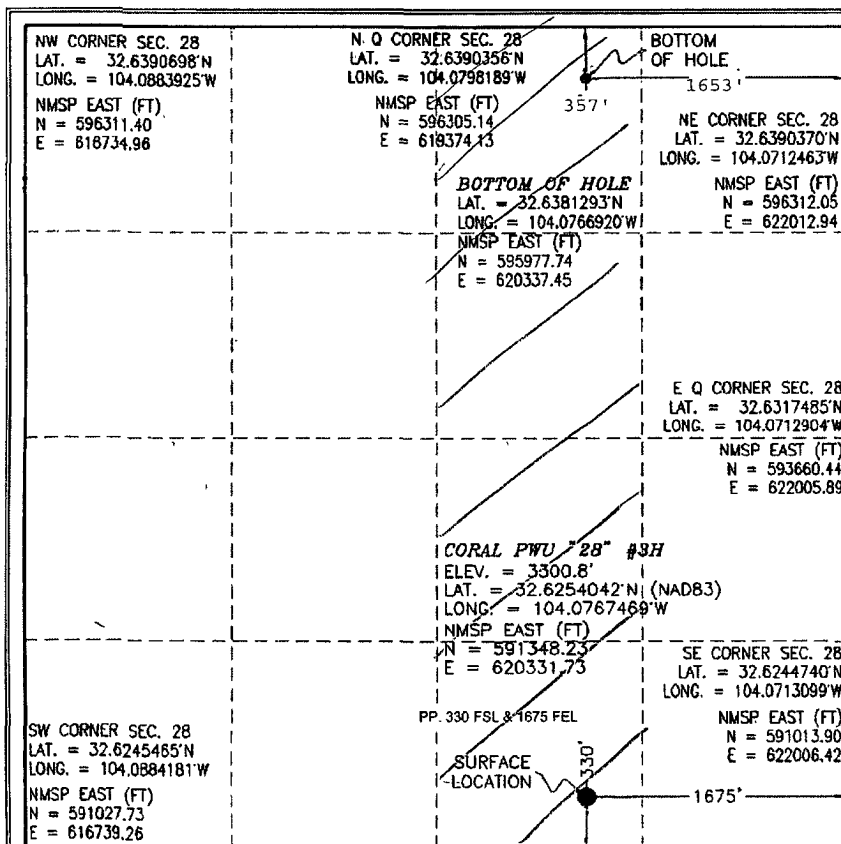 NW CORNER SEC. 28
LAT. = 32.6390698'N
LONG. = 104.0883925'W
NMSP EAST (FT)
N = 596311.40
E = 616734.96
N Q CORNER SEC. 28
LAT. = 32.6390356'N
LONG. = 104.0798189'W
NMSP EAST (FT)
N = 596305.14
E = 619374.13
BOTTOM
OF HOLE
1653'
357'
NE CORNER SEC. 28
LAT. = 32.6390370'N
LONG. = 104.0712463'W
NMSP EAST (FT)
N = 596312.05
E = 622012.94
BOTTOM OF HOLE
LAT. = 32.6381293'N
LONG. = 104.0766920'W
NMSP EAST (FT)
N = 595977.74
E = 620337.45
E Q CORNER SEC. 28
LAT. = 32.6317485'N
LONG. = 104.0712904'W
NMSP EAST (FT)
N = 593660.44
E = 622005.89
CORAL PWU "28" #3H
ELEV. = 3300.8'
LAT. = 32.6254042'N (NAD83)
LONG. = 104.0767469'W
NMSP EAST (FT)
N = 591348.23
E = 620331.73
SE CORNER SEC. 28
LAT. = 32.6244740'N
LONG. = 104.0713099'W
NMSP EAST (FT)
N = 591013.90
E = 622006.42
PP. 330 FSL & 1675 FEL
SW CORNER SEC. 28
LAT. = 32.6245465'N
LONG. = 104.0884181'W
NMSP EAST (FT)
N = 591027.73
E = 616739.26
SURFACE
LOCATION
330'
1675'